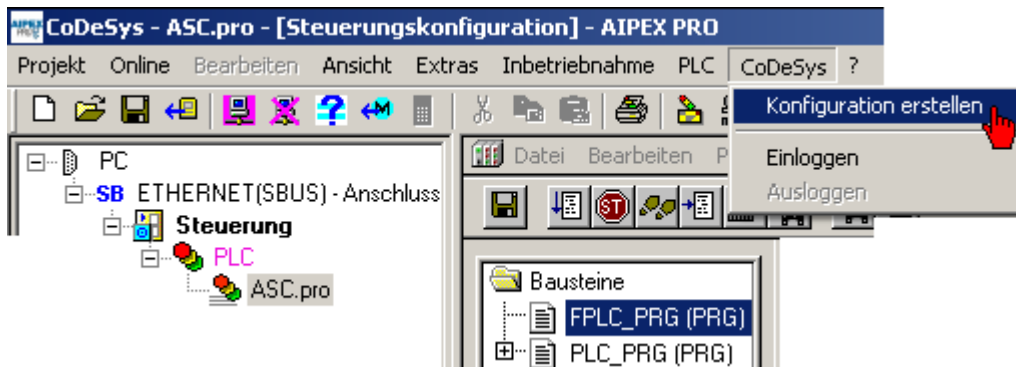 CoDeSys - ASC.pro - [Steuerungskonfiguration] - AIPEX PRO
Projekt Online Bearbeiten Ansicht Extras Inbetriebnahme PLC CoDeSys ?
Konfiguration erstellen
Einloggen
Ausloggen
PC
SB ETHERNET(SBUS) - Anschluss
Steuerung
PLC
ASC.pro
Datei Bearbeiten P
ST
Bausteine
FPLC_PRG (PRG)
PLC_PRG (PRG)